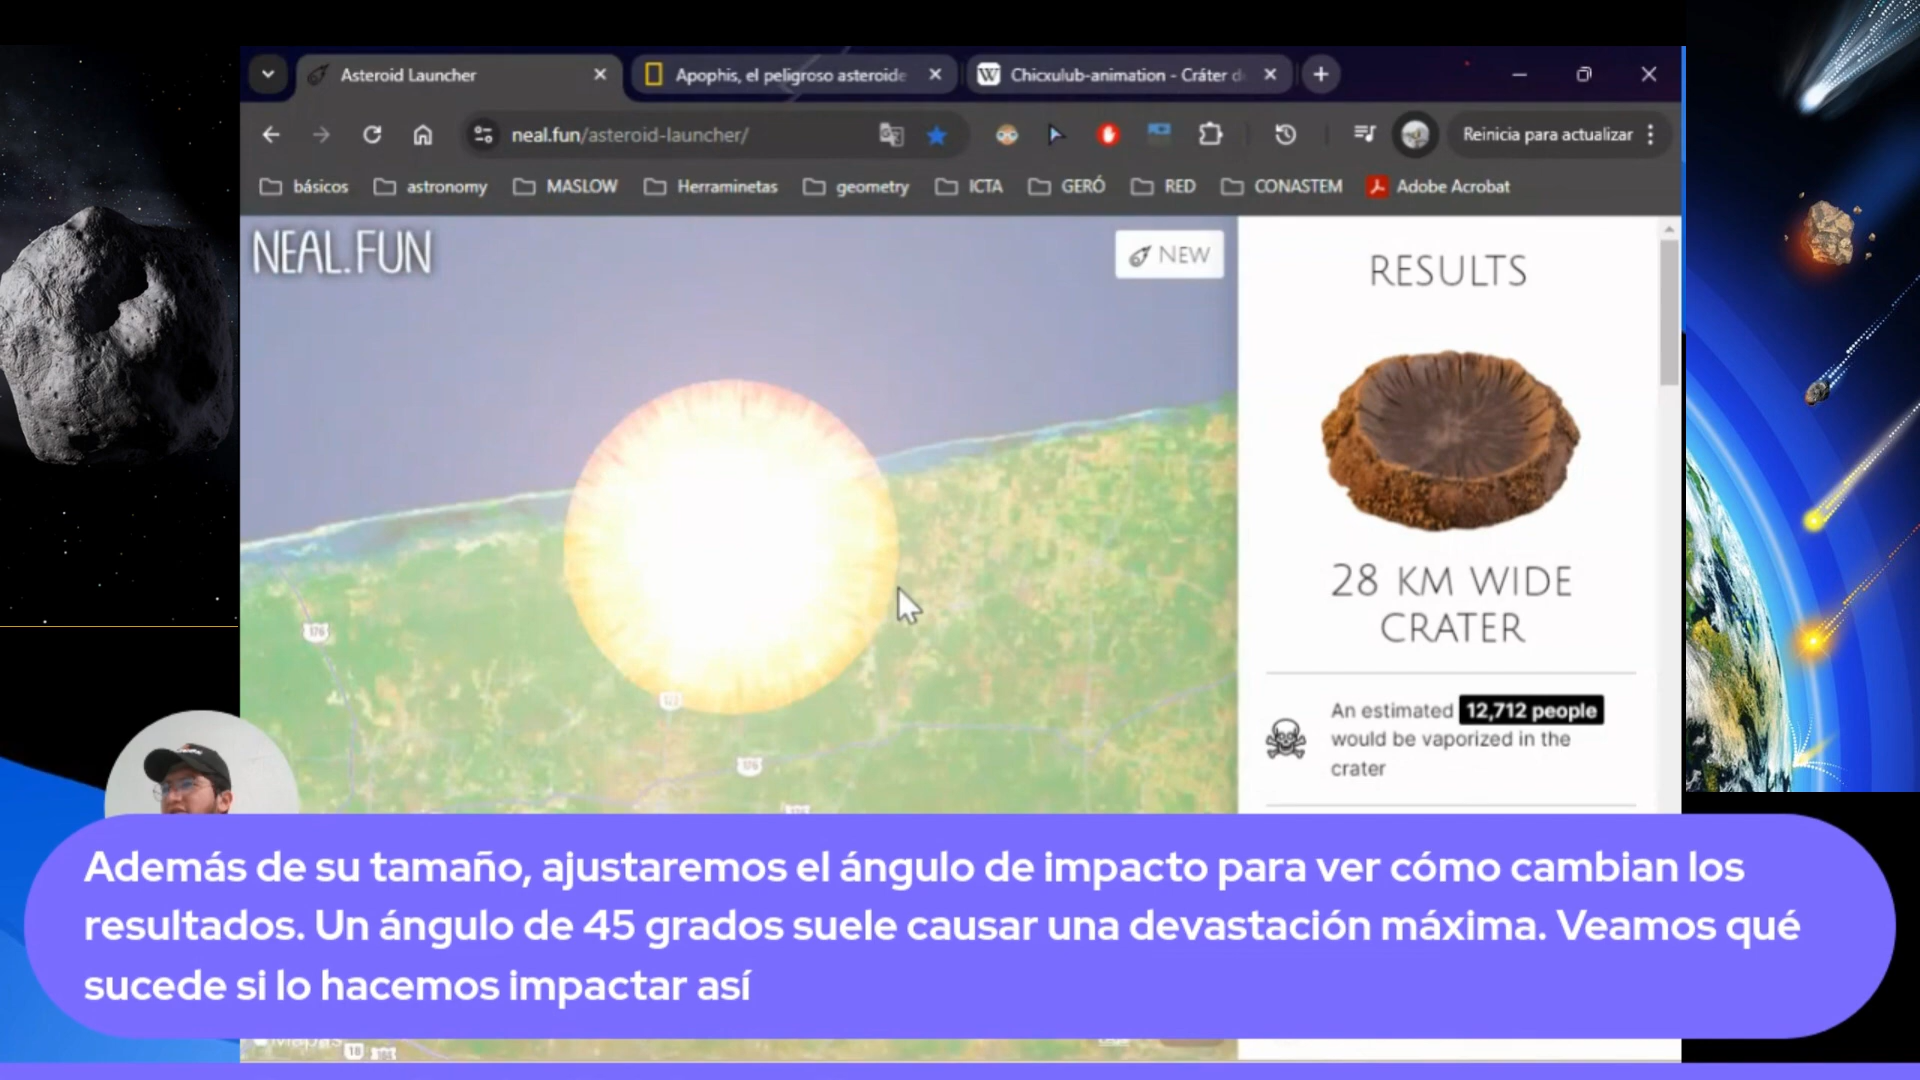 Asteroid Launcher
Apophis, el peligroso asteroide
Chicxulub-animation - Cráter d
neal.fun/asteroid-launcher/
Reinicia para actualizar
básicos
astronomy
MASLOW
Herraminetas
geometry
ICTA
GERÓ
RED
CONASTEM
Adobe Acrobat
NEAL.FUN
NEW
RESULTS
176
28 KM WIDE
CRATER
An estimated 12,712 people
would be vaporized in the
crater
176
Además de su tamaño, ajustaremos el ángulo de impacto para ver cómo cambian los
resultados. Un ángulo de 45 grados suele causar una devastación máxima. Veamos qué
sucede si lo hacemos impactar así
18